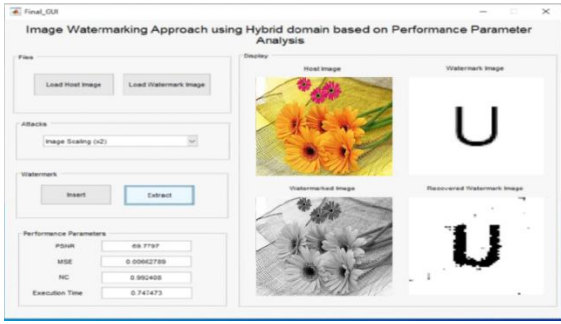 Final_GUI
Image Watermarking Approach using Hybrid domain based on Performance Parameter
Analysis
Files
Load Host Image
Load Watermark Image
Attacks
Image Scaling (x2)
Watermark
Insert
Extract
Performance Parameters
PSNR
69.7797
MSE
0.00662789
NC
0.992408
Execution Time
0.747473
Display
Host Image
Watermark Image
U
Watermarked Image
Recovered Watermark Image
U